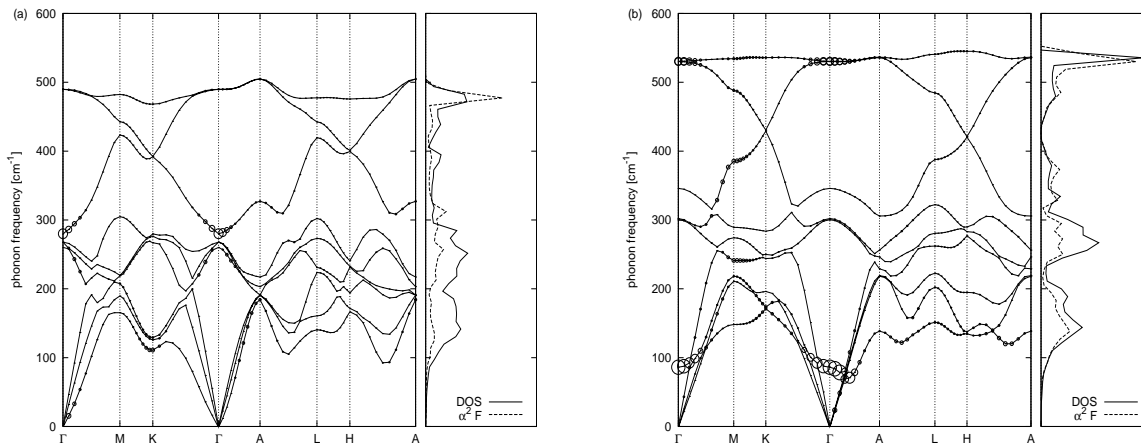 (a)
600
500
400
300
200
100
0
phonon frequency [cm⁻¹]
Γ M K Γ A L H A
DOS
α² F
(b)
600
500
400
300
200
100
0
phonon frequency [cm⁻¹]
Γ M K Γ A L H A
DOS
α² F